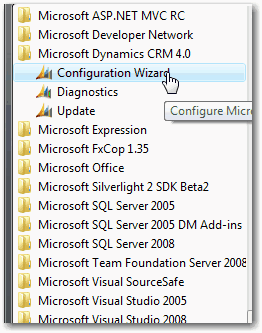 Microsoft ASP.NET MVC RC
Microsoft Developer Network
Microsoft Dynamics CRM 4.0
Configuration Wizard
Diagnostics
Update
Configure Micr
Microsoft Expression
Microsoft FxCop 1.35
Microsoft Office
Microsoft Silverlight 2 SDK Beta2
Microsoft SQL Server 2005
Microsoft SQL Server 2005 DM Add-ins
Microsoft SQL Server 2008
Microsoft Team Foundation Server 2008
Microsoft Visual SourceSafe
Microsoft Visual Studio 2005
Microsoft Visual Studio 2008